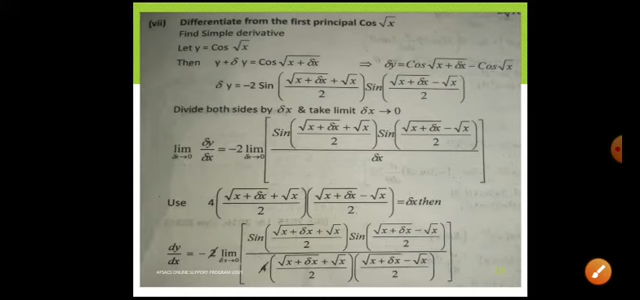 (vii) Differentiate from the first principal Cos √x
Find Simple derivative
Let y = Cos √x
Then y + δ y = Cos √(x + δx) ⇒ δy = Cos √(x + δx) − Cos √x
δ y = −2 Sin ((√(x + δx) + √x)/2) Sin ((√(x + δx) − √x)/2)
Divide both sides by δx & take limit δx → 0
lim δx→0 δy/δx = −2 lim δx→0 [Sin ((√(x + δx) + √x)/2) Sin ((√(x + δx) − √x)/2) / δx]
Use 4 ((√(x + δx) + √x)/2) ((√(x + δx) − √x)/2) = δx then
dy/dx = −2 lim δx→0 [Sin ((√(x + δx) + √x)/2) Sin ((√(x + δx) − √x)/2) / 4 ((√(x + δx) + √x)/2) ((√(x + δx) − √x)/2)]
APSACS ONLINE SUPPORT PROGRAM